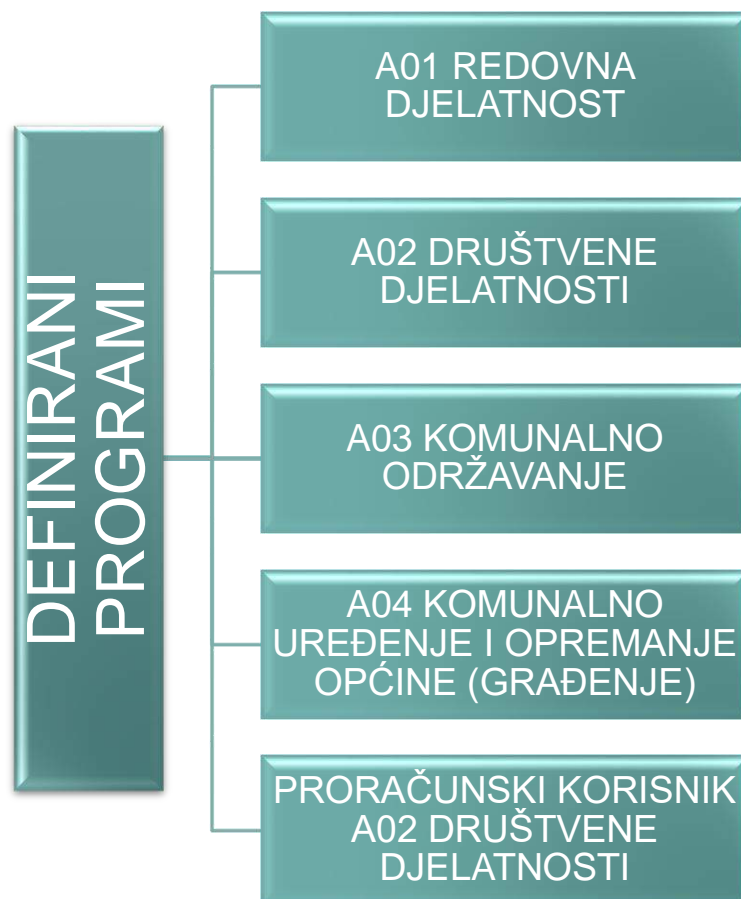 DEFINIRANI
PROGRAMI
A01 REDOVNA
DJELATNOST
A02 DRUŠTVENE
DJELATNOSTI
A03 KOMUNALNO
ODRŽAVANJE
A04 KOMUNALNO
UREĐENJE I OPREMANJE
OPĆINE (GRAĐENJE)
PRORAČUNSKI KORISNIK
A02 DRUŠTVENE
DJELATNOSTI